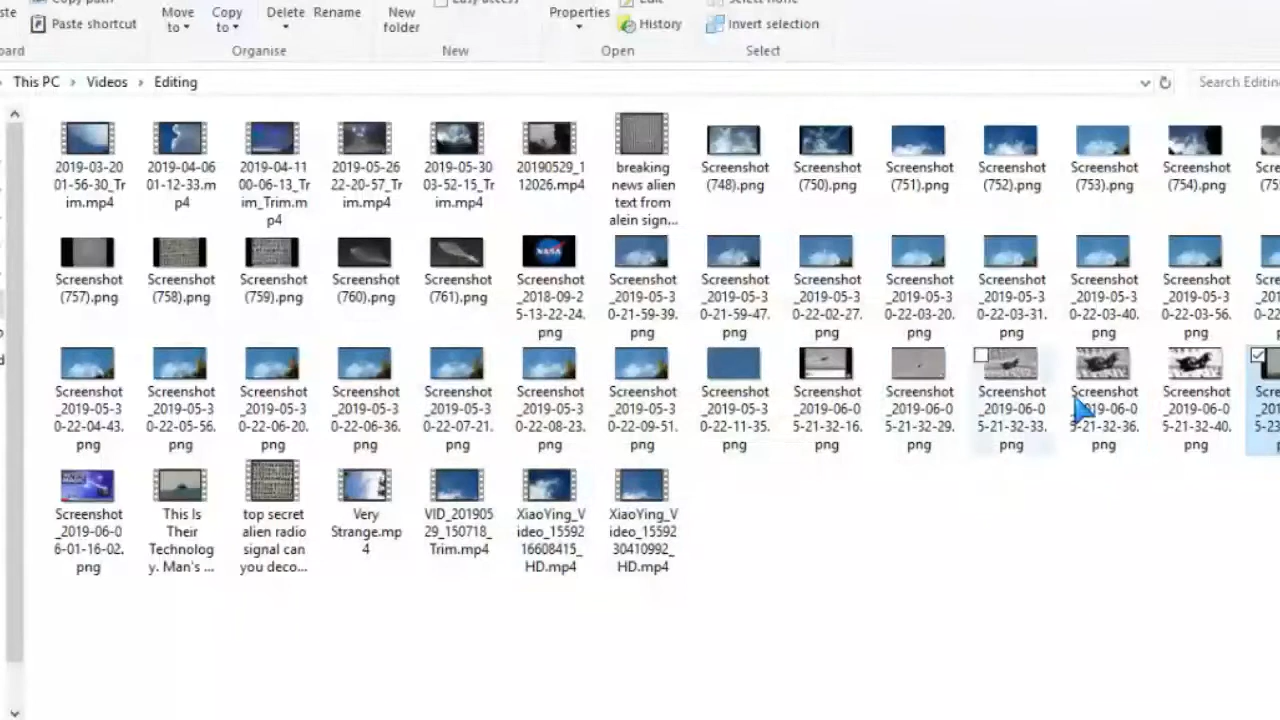 Copy path
Paste shortcut
Move to
Copy to
Delete
Rename
New folder
Easy access
Properties
Edit
History
Select none
Invert selection
Organise
New
Open
Select
This PC > Videos > Editing
Search Editin
2019-03-20 01-56-30_Trim.mp4
2019-04-06 01-12-33.mp4
2019-04-11 00-06-13_Trim_Trim.mp4
2019-05-26 22-20-57_Trim.mp4
2019-05-30 03-52-15_Trim.mp4
20190529_112026.mp4
breaking news alien text from alein sign...
Screenshot (748).png
Screenshot (750).png
Screenshot (751).png
Screenshot (752).png
Screenshot (753).png
Screenshot (754).png
Screenshot (757).png
Screenshot (758).png
Screenshot (759).png
Screenshot (760).png
Screenshot (761).png
NASA
Screenshot_2018-09-25-13-22-24.png
Screenshot_2019-05-30-21-59-39.png
Screenshot_2019-05-30-21-59-47.png
Screenshot_2019-05-30-22-02-27.png
Screenshot_2019-05-30-22-03-20.png
Screenshot_2019-05-30-22-03-31.png
Screenshot_2019-05-30-22-03-40.png
Screenshot_2019-05-30-22-03-56.png
Screenshot_2019-05-30-22-04-43.png
Screenshot_2019-05-30-22-05-56.png
Screenshot_2019-05-30-22-06-20.png
Screenshot_2019-05-30-22-06-36.png
Screenshot_2019-05-30-22-07-21.png
Screenshot_2019-05-30-22-08-23.png
Screenshot_2019-05-30-22-09-51.png
Screenshot_2019-05-30-22-11-35.png
Screenshot_2019-06-05-21-32-16.png
Screenshot_2019-06-05-21-32-29.png
Screenshot_2019-06-05-21-32-33.png
Screenshot_2019-06-05-21-32-36.png
Screenshot_2019-06-05-21-32-40.png
Screenshot_2019-06-06-01-16-02.png
This Is Their Technology. Man's ...
top secret alien radio signal can you deco...
Very Strange.mp4
VID_20190529_150718_Trim.mp4
XiaoYing_Video_1559216608415_HD.mp4
XiaoYing_Video_1559230410992_HD.mp4